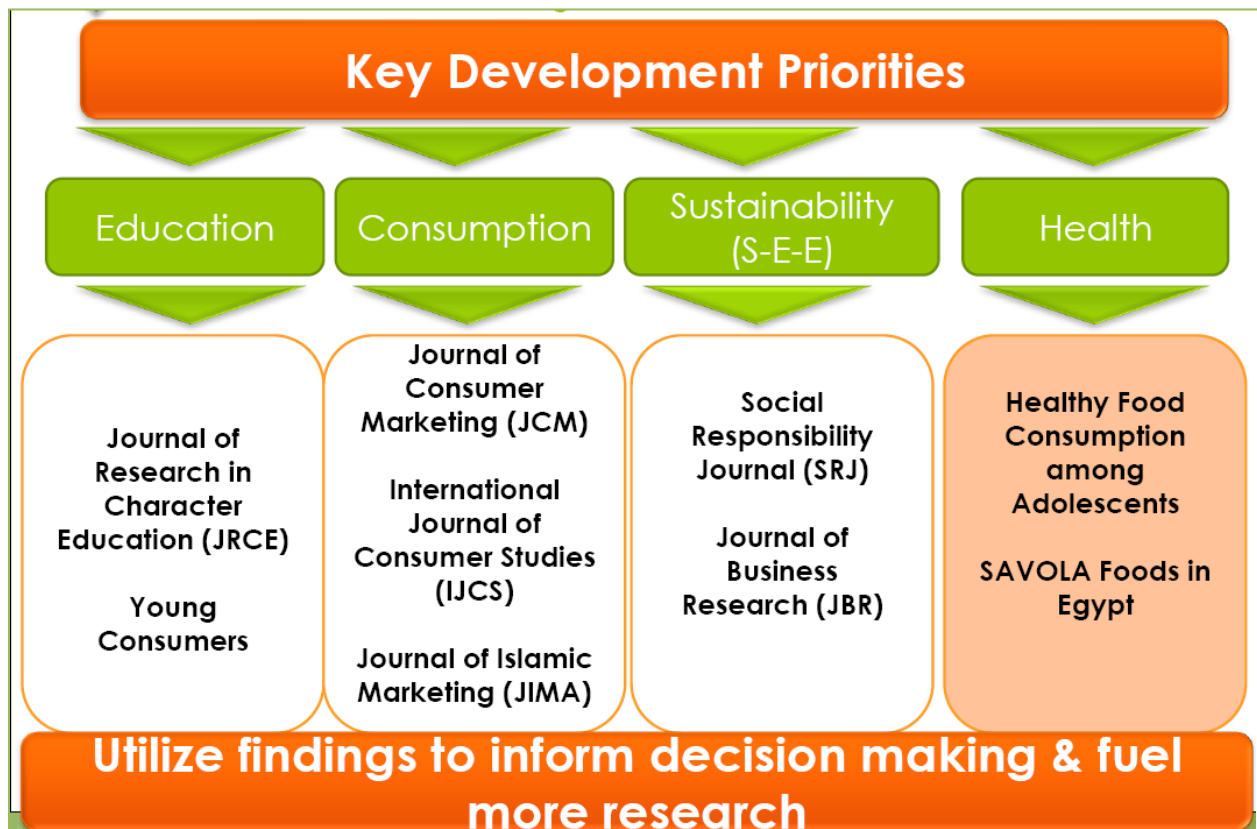 Key Development Priorities
Education
Consumption
Sustainability
(S-E-E)
Health
Journal of
Research in
Character
Education (JRCE)
Young
Consumers
Journal of
Consumer
Marketing (JCM)
International
Journal of
Consumer Studies
(IJCS)
Journal of Islamic
Marketing (JIMA)
Social
Responsibility
Journal (SRJ)
Journal of
Business
Research (JBR)
Healthy Food
Consumption
among
Adolescents
SAVOLA Foods in
Egypt
Utilize findings to inform decision making & fuel
more research